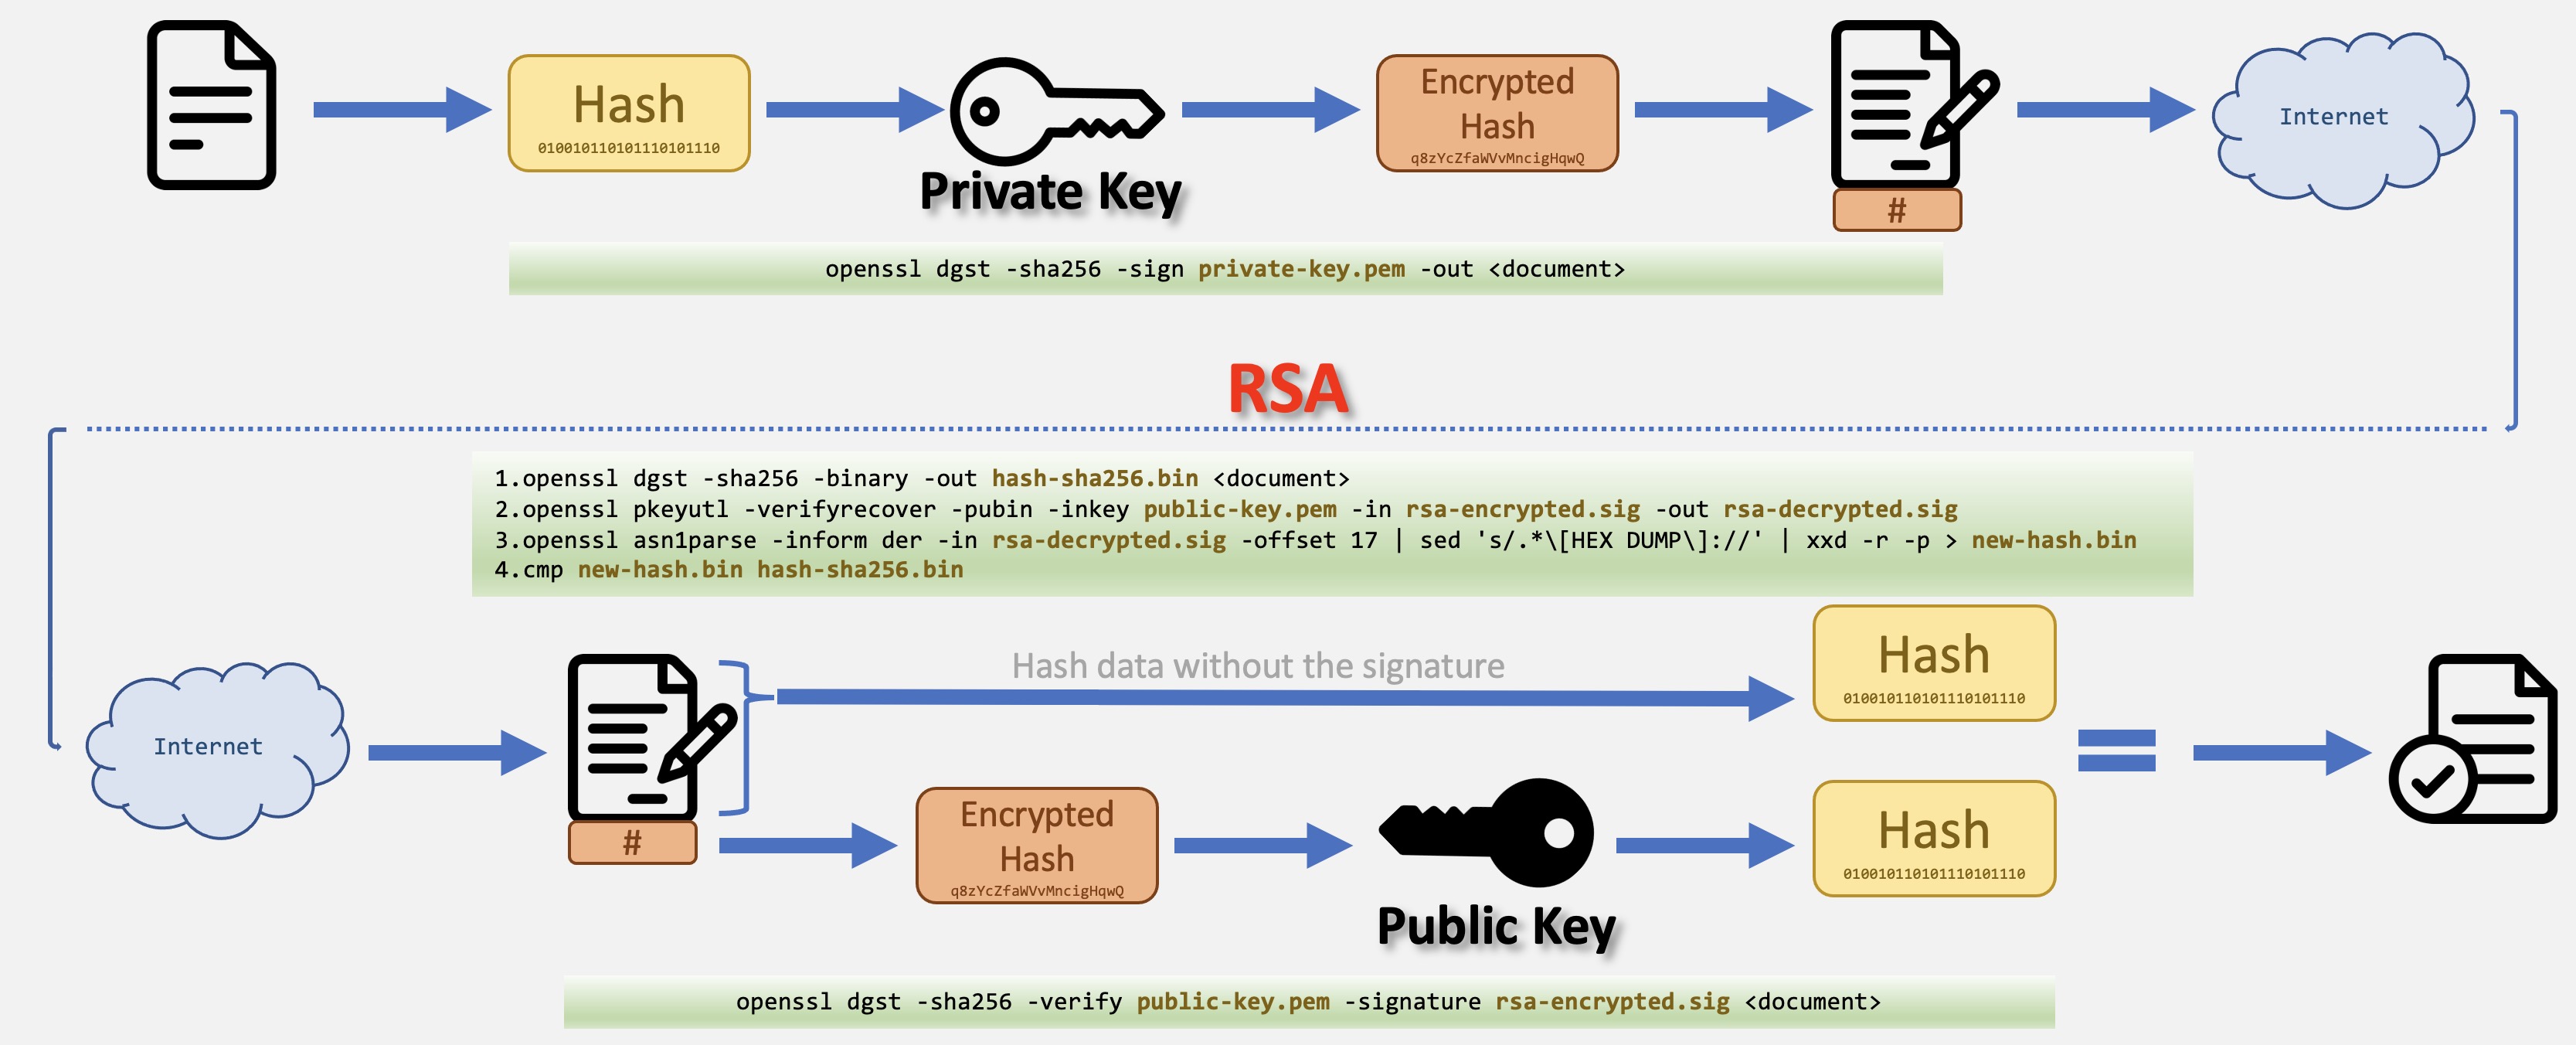 Hash
010010110101110101110
Private Key
Encrypted
Hash
q8zYcZfaWVvMncigHqwQ
#
Internet
openssl dgst -sha256 -sign private-key.pem -out <document>
RSA
1.openssl dgst -sha256 -binary -out hash-sha256.bin <document>
2.openssl pkeyutl -verifyrecover -pubin -inkey public-key.pem -in rsa-encrypted.sig -out rsa-decrypted.sig
3.openssl asn1parse -inform der -in rsa-decrypted.sig -offset 17 | sed 's/.*\[HEX DUMP\]://' | xxd -r -p > new-hash.bin
4.cmp new-hash.bin hash-sha256.bin
Internet
Hash data without the signature
Hash
010010110101110101110
#
Encrypted
Hash
q8zYcZfaWVvMncigHqwQ
Public Key
Hash
010010110101110101110
openssl dgst -sha256 -verify public-key.pem -signature rsa-encrypted.sig <document>